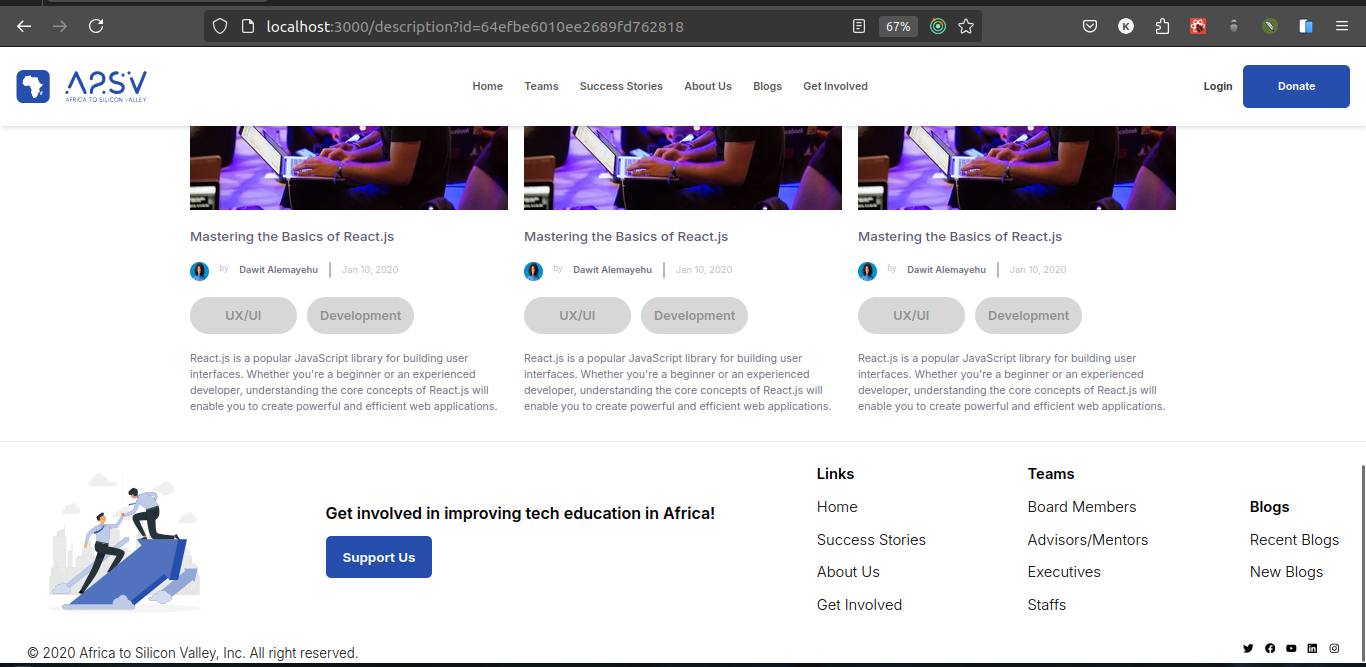 localhost:3000/description?id=64efbe6010ee2689fd762818
67%
K
A2SV
AFRICA TO SILICON VALLEY
Home Teams Success Stories About Us Blogs Get Involved
Login Donate
Mastering the Basics of React.js Mastering the Basics of React.js Mastering the Basics of React.js
by Dawit Alemayehu | Jan 10, 2020 by Dawit Alemayehu | Jan 10, 2020 by Dawit Alemayehu | Jan 10, 2020
UX/UI Development UX/UI Development UX/UI Development
React.js is a popular JavaScript library for building user
interfaces. Whether you're a beginner or an experienced
developer, understanding the core concepts of React.js will
enable you to create powerful and efficient web applications.
React.js is a popular JavaScript library for building user
interfaces. Whether you're a beginner or an experienced
developer, understanding the core concepts of React.js will
enable you to create powerful and efficient web applications.
React.js is a popular JavaScript library for building user
interfaces. Whether you're a beginner or an experienced
developer, understanding the core concepts of React.js will
enable you to create powerful and efficient web applications.
Get involved in improving tech education in Africa!
Support Us
Links
Home
Success Stories
About Us
Get Involved
Teams
Board Members
Advisors/Mentors
Executives
Staffs
Blogs
Recent Blogs
New Blogs
© 2020 Africa to Silicon Valley, Inc. All right reserved.